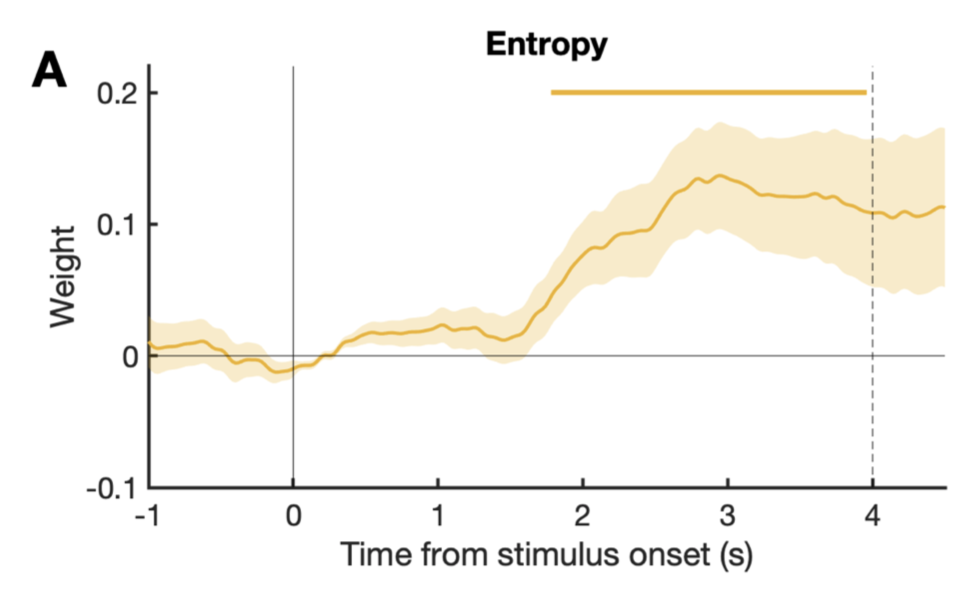 A
Entropy
0.2
0.1
0
-0.1
Weight
-1 0 1 2 3 4
Time from stimulus onset (s)